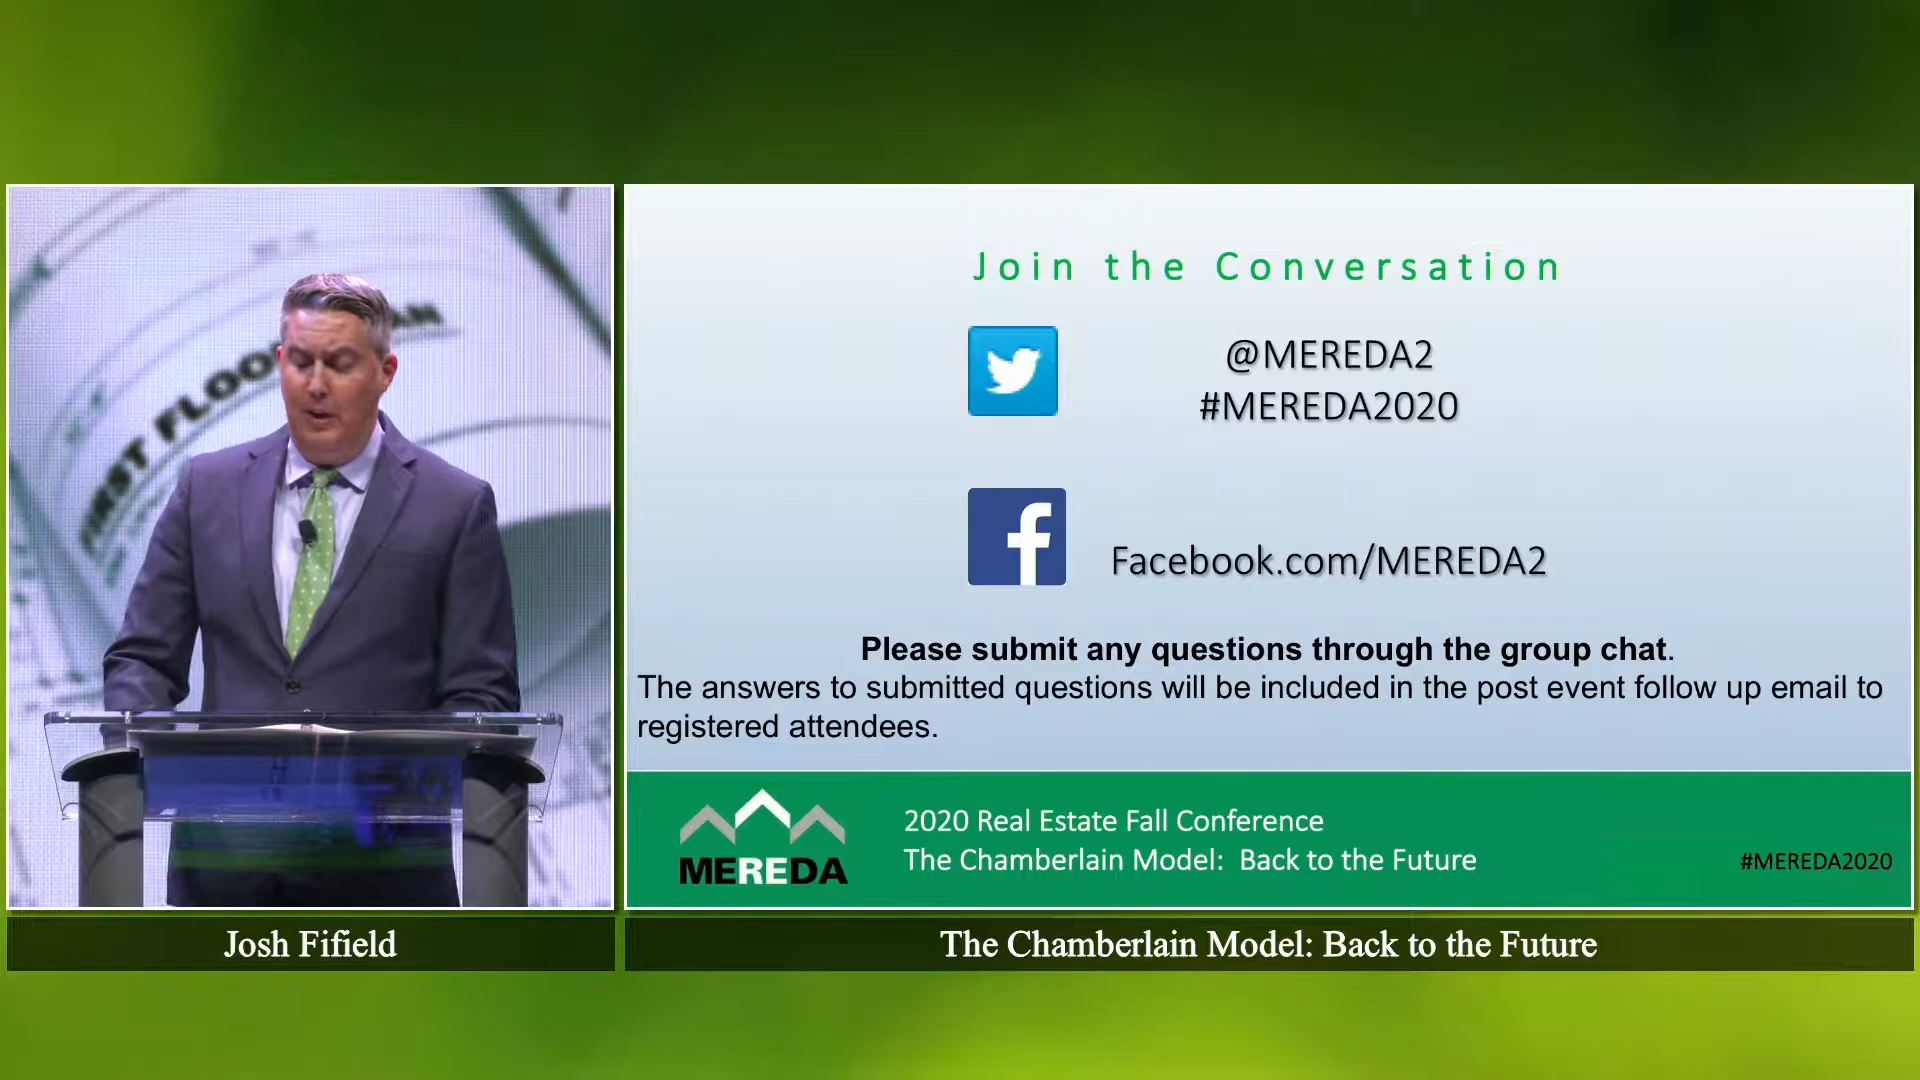 FIRST FLOO AN
Join the Conversation
@MEREDA2
#MEREDA2020
Facebook.com/MEREDA2
Please submit any questions through the group chat.
The answers to submitted questions will be included in the post event follow up email to
registered attendees.
MEREDA
2020 Real Estate Fall Conference
The Chamberlain Model: Back to the Future
#MEREDA2020
Josh Fifield
The Chamberlain Model: Back to the Future